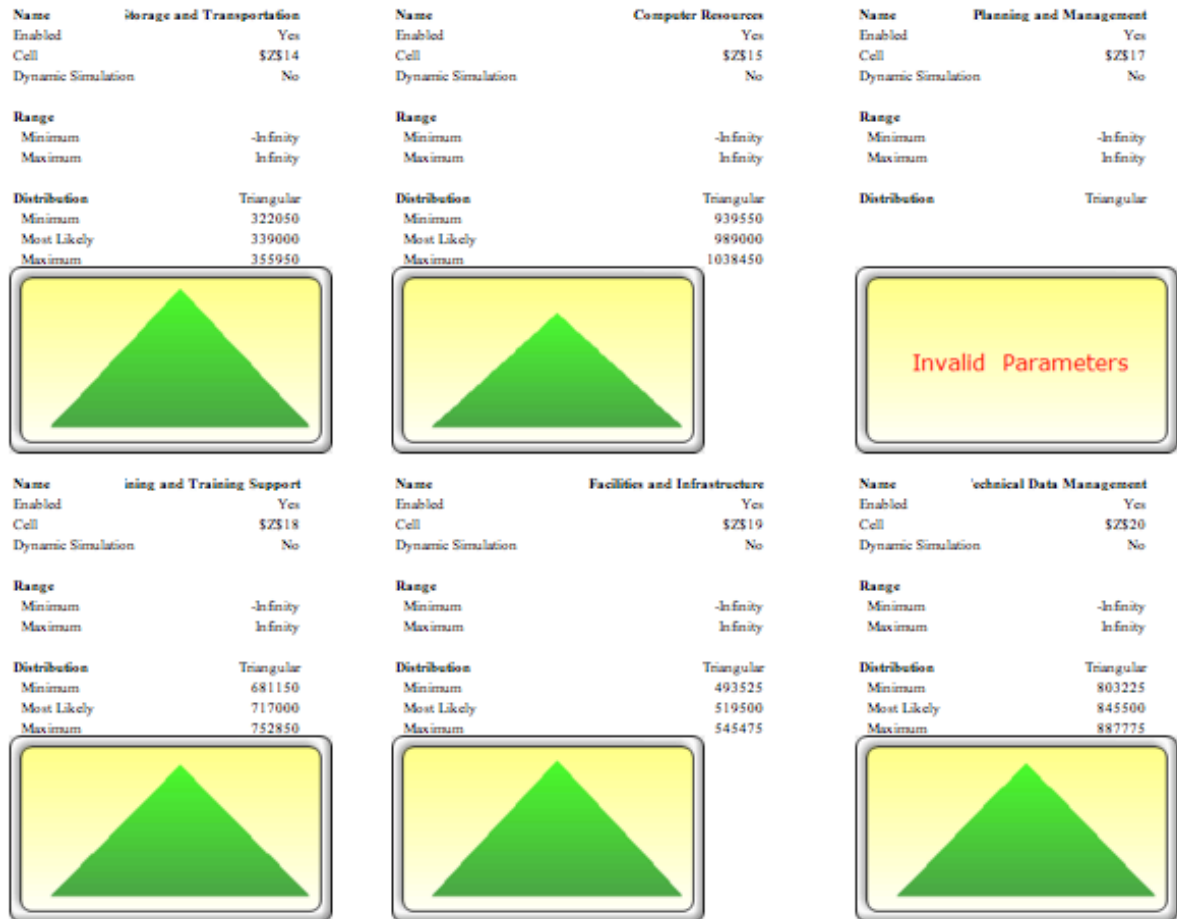 Name Storage and Transportation
Enabled Yes
Cell $Z$14
Dynamic Simulation No
Range
Minimum -Infinity
Maximum Infinity
Distribution Triangular
Minimum 322050
Most Likely 339000
Maximum 355950
Name Computer Resources
Enabled Yes
Cell $Z$15
Dynamic Simulation No
Range
Minimum -Infinity
Maximum Infinity
Distribution Triangular
Minimum 939550
Most Likely 989000
Maximum 1038450
Name Planning and Management
Enabled Yes
Cell $Z$17
Dynamic Simulation No
Range
Minimum -Infinity
Maximum Infinity
Distribution Triangular
Invalid Parameters
Name ining and Training Support
Enabled Yes
Cell $Z$18
Dynamic Simulation No
Range
Minimum -Infinity
Maximum Infinity
Distribution Triangular
Minimum 681150
Most Likely 717000
Maximum 752850
Name Facilities and Infrastructure
Enabled Yes
Cell $Z$19
Dynamic Simulation No
Range
Minimum -Infinity
Maximum Infinity
Distribution Triangular
Minimum 493525
Most Likely 519500
Maximum 545475
Name echnical Data Management
Enabled Yes
Cell $Z$20
Dynamic Simulation No
Range
Minimum -Infinity
Maximum Infinity
Distribution Triangular
Minimum 803225
Most Likely 845500
Maximum 887775